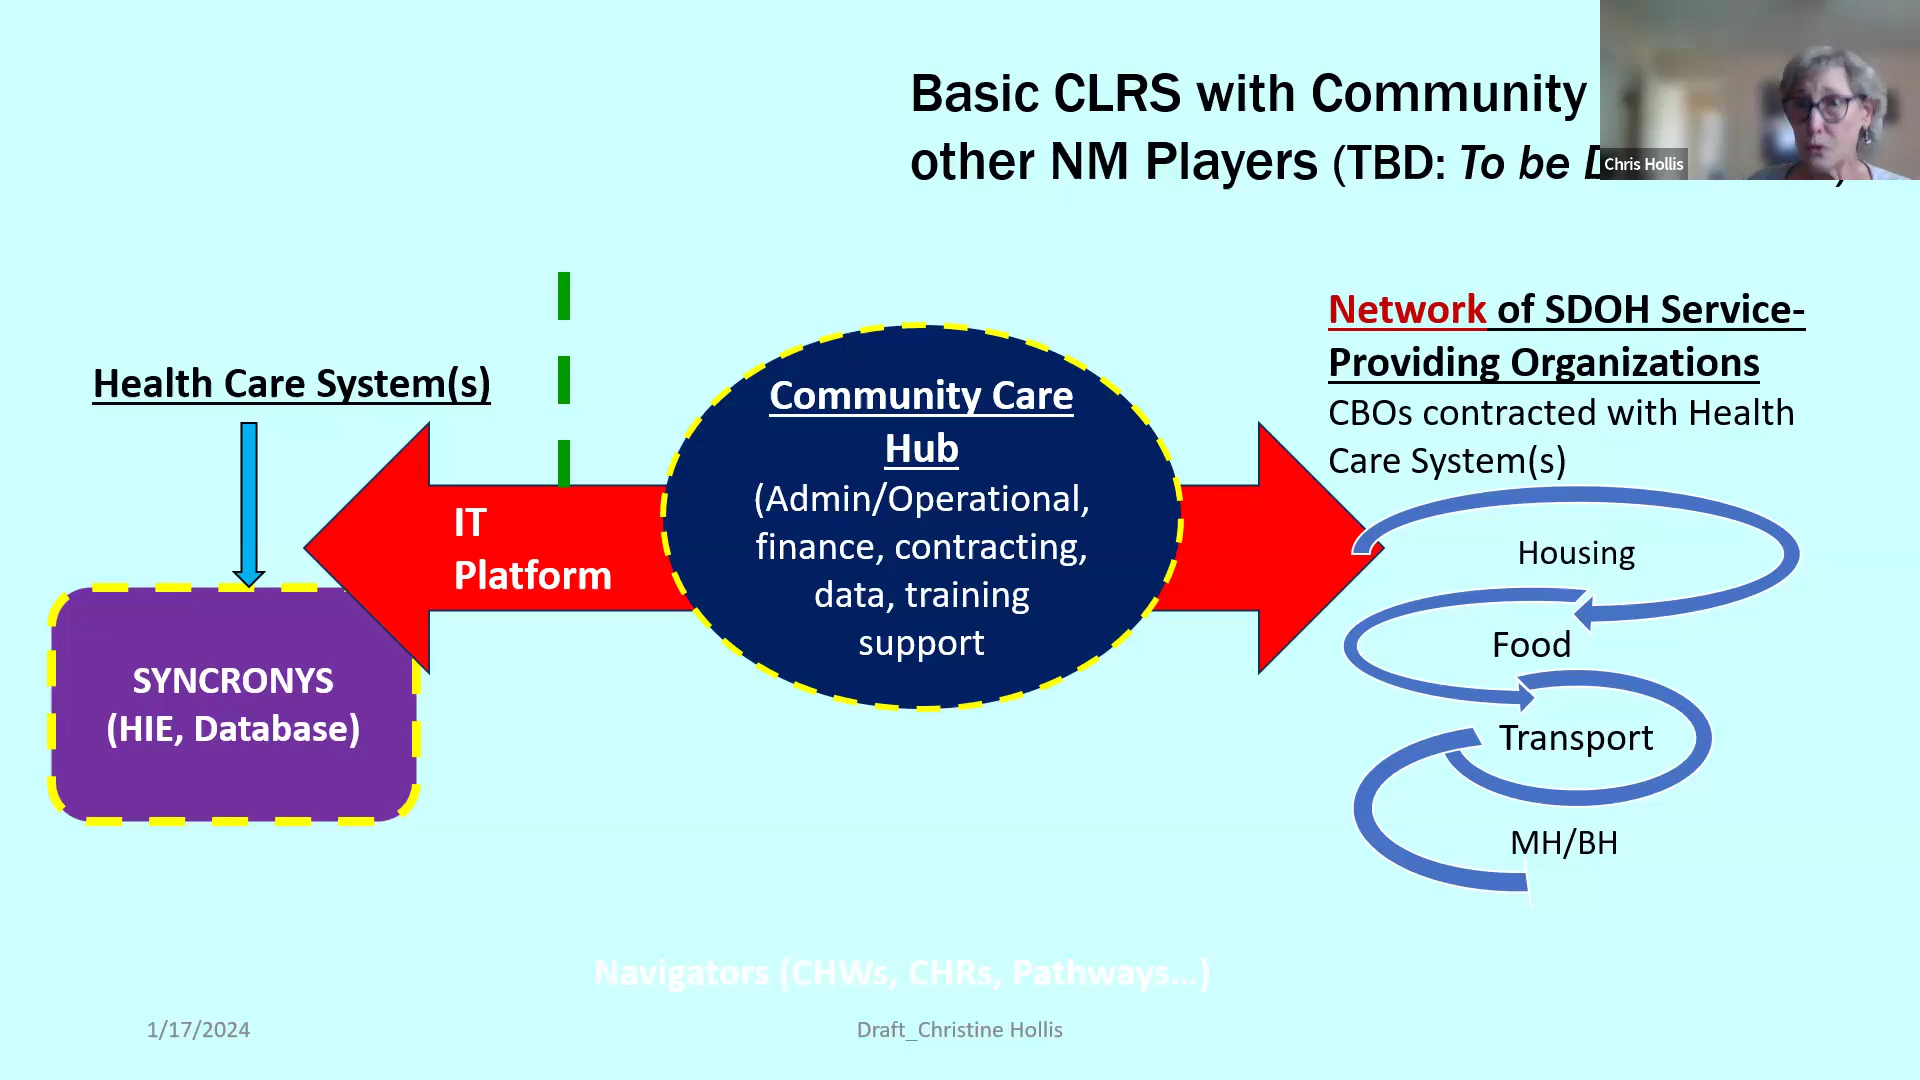 Basic CLRS with Community
other NM Players (TBD: To be
Chris Hollis
Health Care System(s)
IT
Platform
SYNCRONYS
(HIE, Database)
Community Care
Hub
(Admin/Operational,
finance, contracting,
data, training
support
Network of SDOH Service-
Providing Organizations
CBOs contracted with Health
Care System(s)
Housing
Food
Transport
MH/BH
Navigators (CHWs, CHRs, Pathways...)
1/17/2024
Draft_Christine Hollis